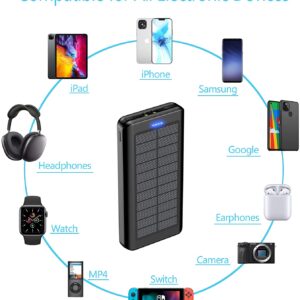 Compatible for All Electronic Devices
iPhone
iPad
Samsung
Google
Headphones
Earphones
Watch
Camera
MP4
Switch